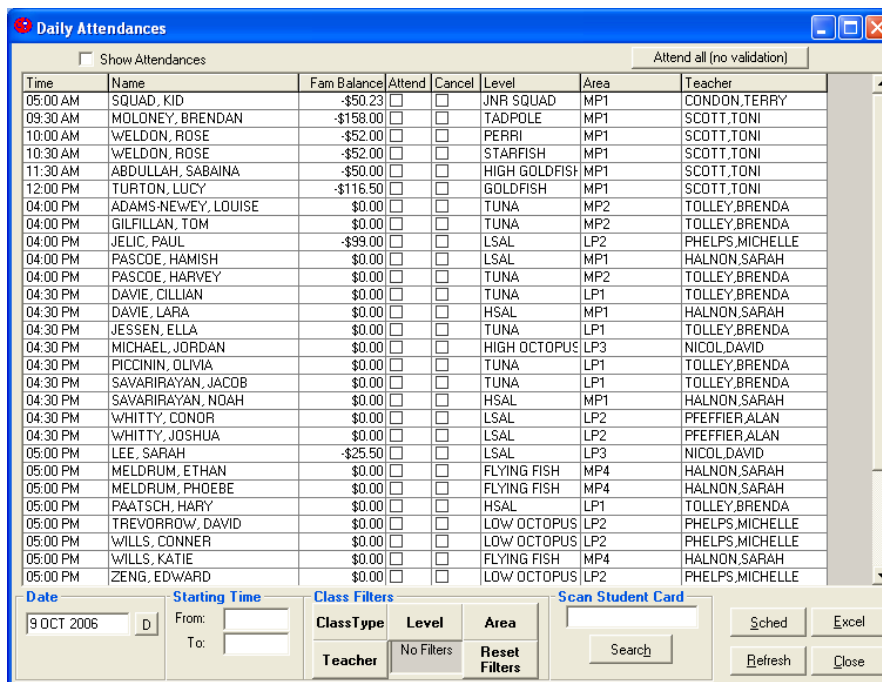 Daily Attendances
Show Attendances Attend all (no validation)
Time Name Fam Balance Attend Cancel Level Area Teacher
05:00 AM SQUAD, KID -$50.23 JNR SQUAD MP1 CONDON,TERRY
09:30 AM MOLONEY, BRENDAN -$158.00 TADPOLE MP1 SCOTT,TONI
10:00 AM WELDON, ROSE -$52.00 PERRI MP1 SCOTT,TONI
10:30 AM WELDON, ROSE -$52.00 STARFISH MP1 SCOTT,TONI
11:30 AM ABDULLAH, SABAINA -$50.00 HIGH GOLDFISH MP1 SCOTT,TONI
12:00 PM TURTON, LUCY -$116.50 GOLDFISH MP1 SCOTT,TONI
04:00 PM ADAMS-NEWEY, LOUISE $0.00 TUNA MP2 TOLLEY,BRENDA
04:00 PM GILFILLAN, TOM $0.00 TUNA MP2 TOLLEY,BRENDA
04:00 PM JELIC, PAUL -$99.00 LSAL LP2 PHELPS,MICHELLE
04:00 PM PASCOE, HAMISH $0.00 LSAL MP1 HALNON,SARAH
04:00 PM PASCOE, HARVEY $0.00 TUNA MP2 TOLLEY,BRENDA
04:30 PM DAVIE, CILLIAN $0.00 TUNA LP1 TOLLEY,BRENDA
04:30 PM DAVIE, LARA $0.00 HSAL MP1 HALNON,SARAH
04:30 PM JESSEN, ELLA $0.00 TUNA LP1 TOLLEY,BRENDA
04:30 PM MICHAEL, JORDAN $0.00 HIGH OCTOPUS LP3 NICOL,DAVID
04:30 PM PICCININ, OLIVIA $0.00 TUNA LP1 TOLLEY,BRENDA
04:30 PM SAVARIRAYAN, JACOB $0.00 TUNA LP1 TOLLEY,BRENDA
04:30 PM SAVARIRAYAN, NOAH $0.00 HSAL MP1 HALNON,SARAH
04:30 PM WHITTY, CONOR $0.00 LSAL LP2 PFEFFIER,ALAN
04:30 PM WHITTY, JOSHUA $0.00 LSAL LP2 PFEFFIER,ALAN
05:00 PM LEE, SARAH -$25.50 LSAL LP3 NICOL,DAVID
05:00 PM MELDRUM, ETHAN $0.00 FLYING FISH MP4 HALNON,SARAH
05:00 PM MELDRUM, PHOEBE $0.00 FLYING FISH MP4 HALNON,SARAH
05:00 PM PAATSCH, HARY $0.00 HSAL LP1 TOLLEY,BRENDA
05:00 PM TREVORROW, DAVID $0.00 LOW OCTOPUS LP2 PHELPS,MICHELLE
05:00 PM WILLS, CONNER $0.00 LOW OCTOPUS LP2 PHELPS,MICHELLE
05:00 PM WILLS, KATIE $0.00 FLYING FISH MP4 HALNON,SARAH
05:00 PM ZENG, EDWARD $0.00 LOW OCTOPUS LP2 PHELPS,MICHELLE
Date Starting Time Class Filters Scan Student Card
9 OCT 2006 D From: ClassType Level Area Sched Excel
To: Teacher No Filters Reset Filters Search Refresh Close